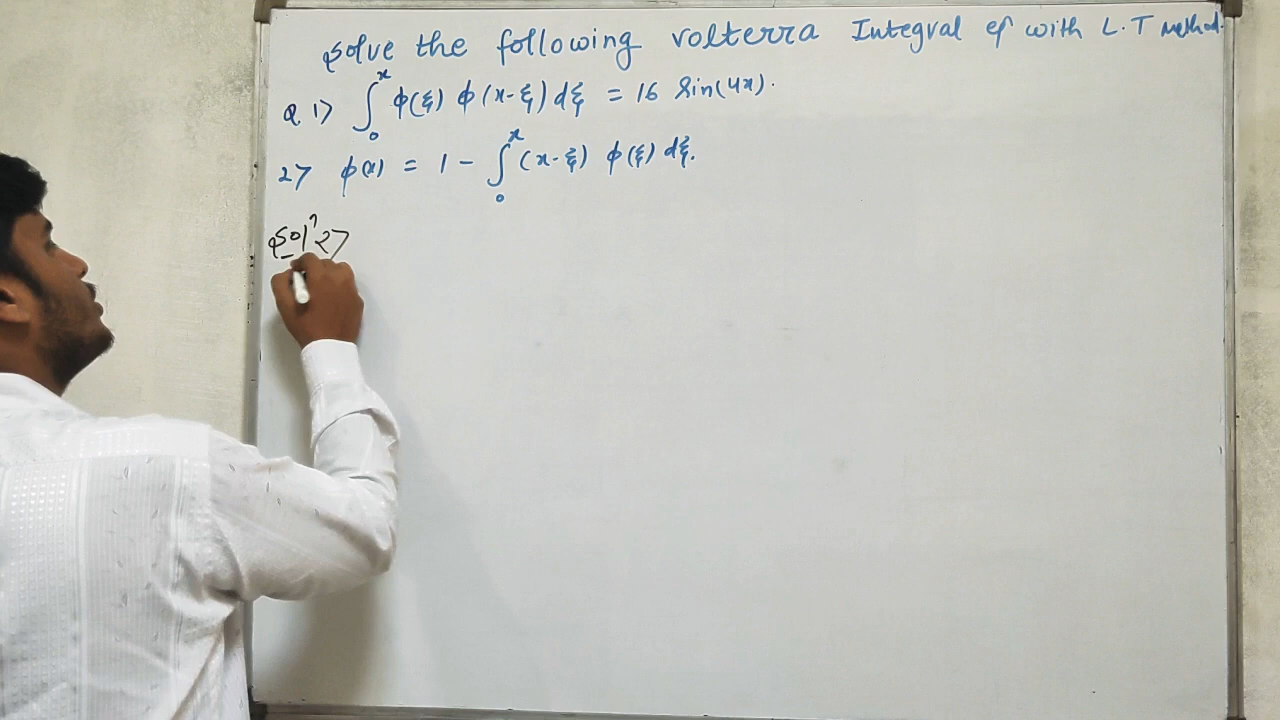 Solve the following volterra Integral eqn with L.T Method.
Q. 1) ∫₀ˣ ϕ(ξ) ϕ(x-ξ) dξ = 16 Sin(4x).
2) ϕ(x) = 1 - ∫₀ˣ (x-ξ) ϕ(ξ) dξ.
Solⁿ 2)